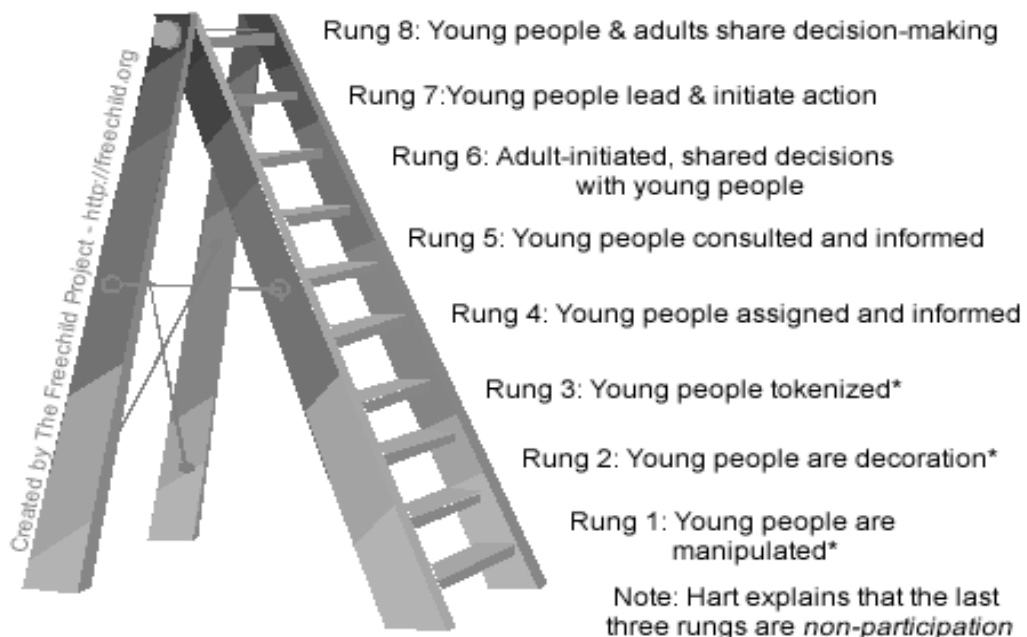 Rung 8: Young people & adults share decision-making
Rung 7:Young people lead & initiate action
Rung 6: Adult-initiated, shared decisions
with young people
Rung 5: Young people consulted and informed
Rung 4: Young people assigned and informed
Rung 3: Young people tokenized*
Rung 2: Young people are decoration*
Rung 1: Young people are
manipulated*
Note: Hart explains that the last
three rungs are non-participation
Created by The Freechild Project - http://freechild.org